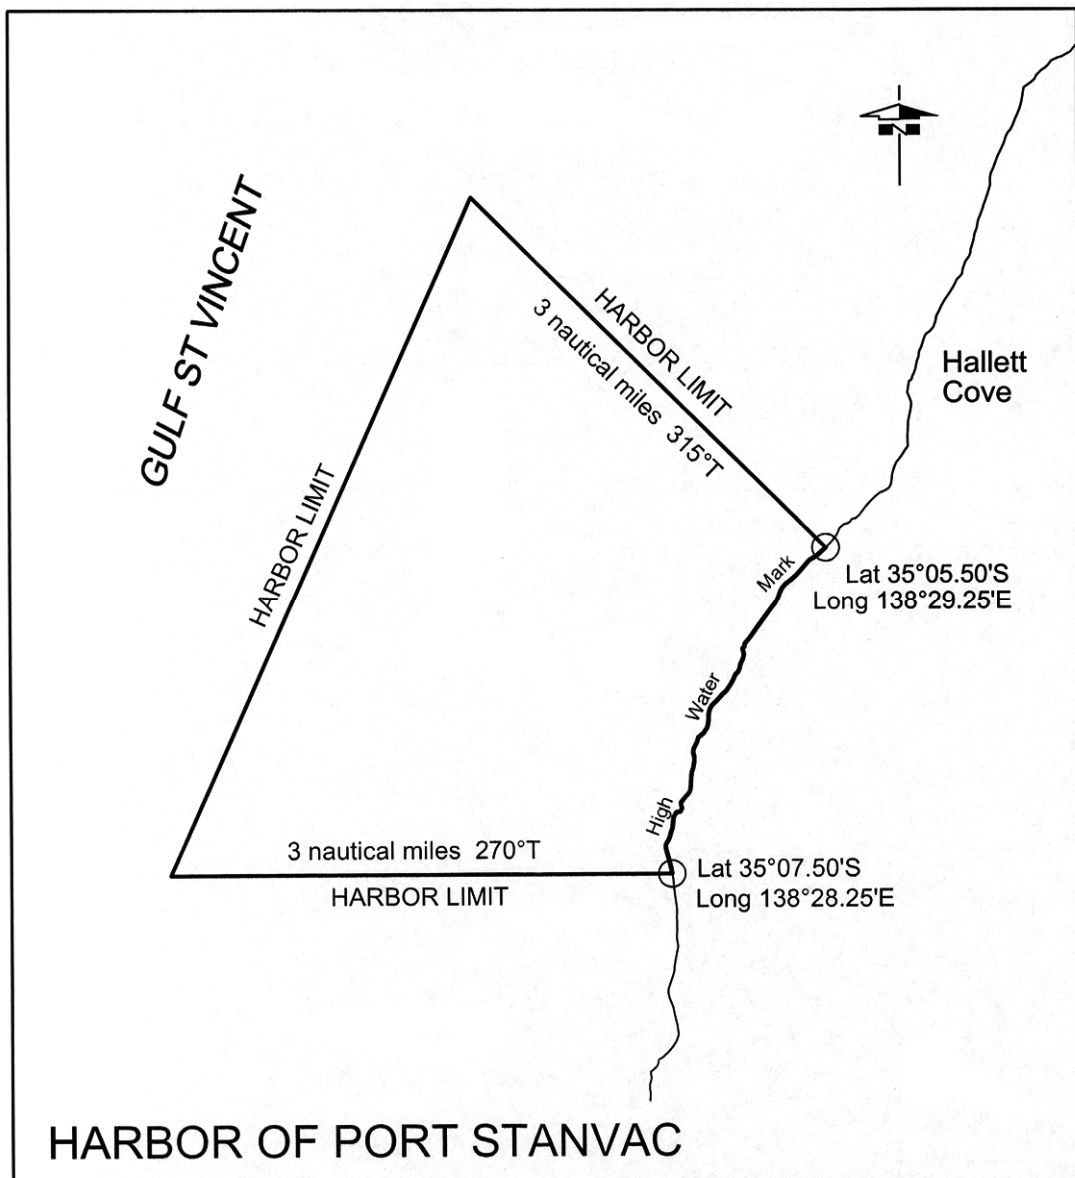 GULF ST VINCENT
HARBOR LIMIT
3 nautical miles 315°T
Hallett
Cove
HARBOR LIMIT
Mark
Lat 35°05.50'S
Long 138°29.25'E
Water
High
3 nautical miles 270°T
HARBOR LIMIT
Lat 35°07.50'S
Long 138°28.25'E
HARBOR OF PORT STANVAC
N